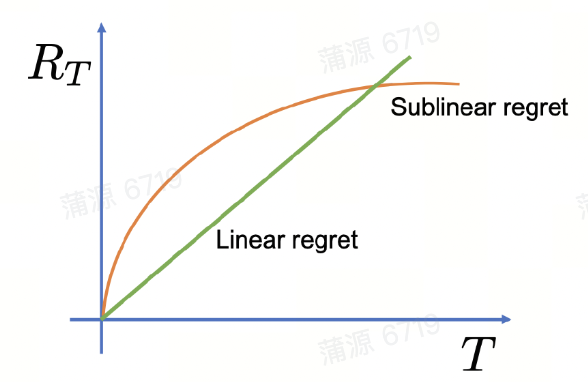 蒲源 6719
R_T
Sublinear regret
蒲源 6719
Linear regret
蒲源 6719
T